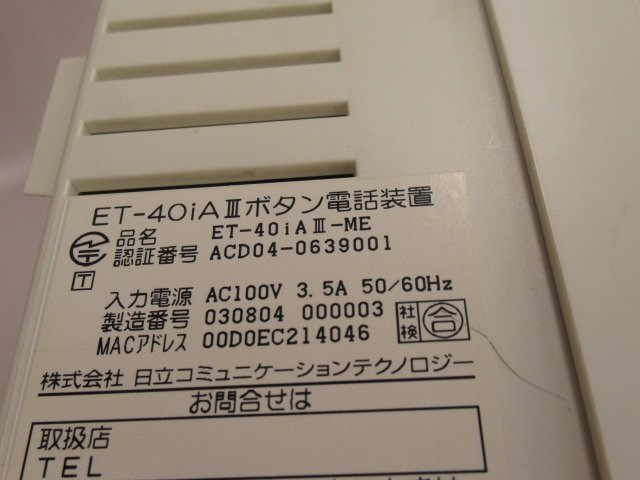 ET-40iAⅢボタン電話装置
品名 ET-40iAⅢ-ME
認証番号 ACD04-0639001
T
入力電源 AC100V 3.5A 50/60Hz
製造番号 030804 000003
MACアドレス 00D0EC214046
社検 合
株式会社 日立コミュニケーションテクノロジー
お問合せは
取扱店
TEL